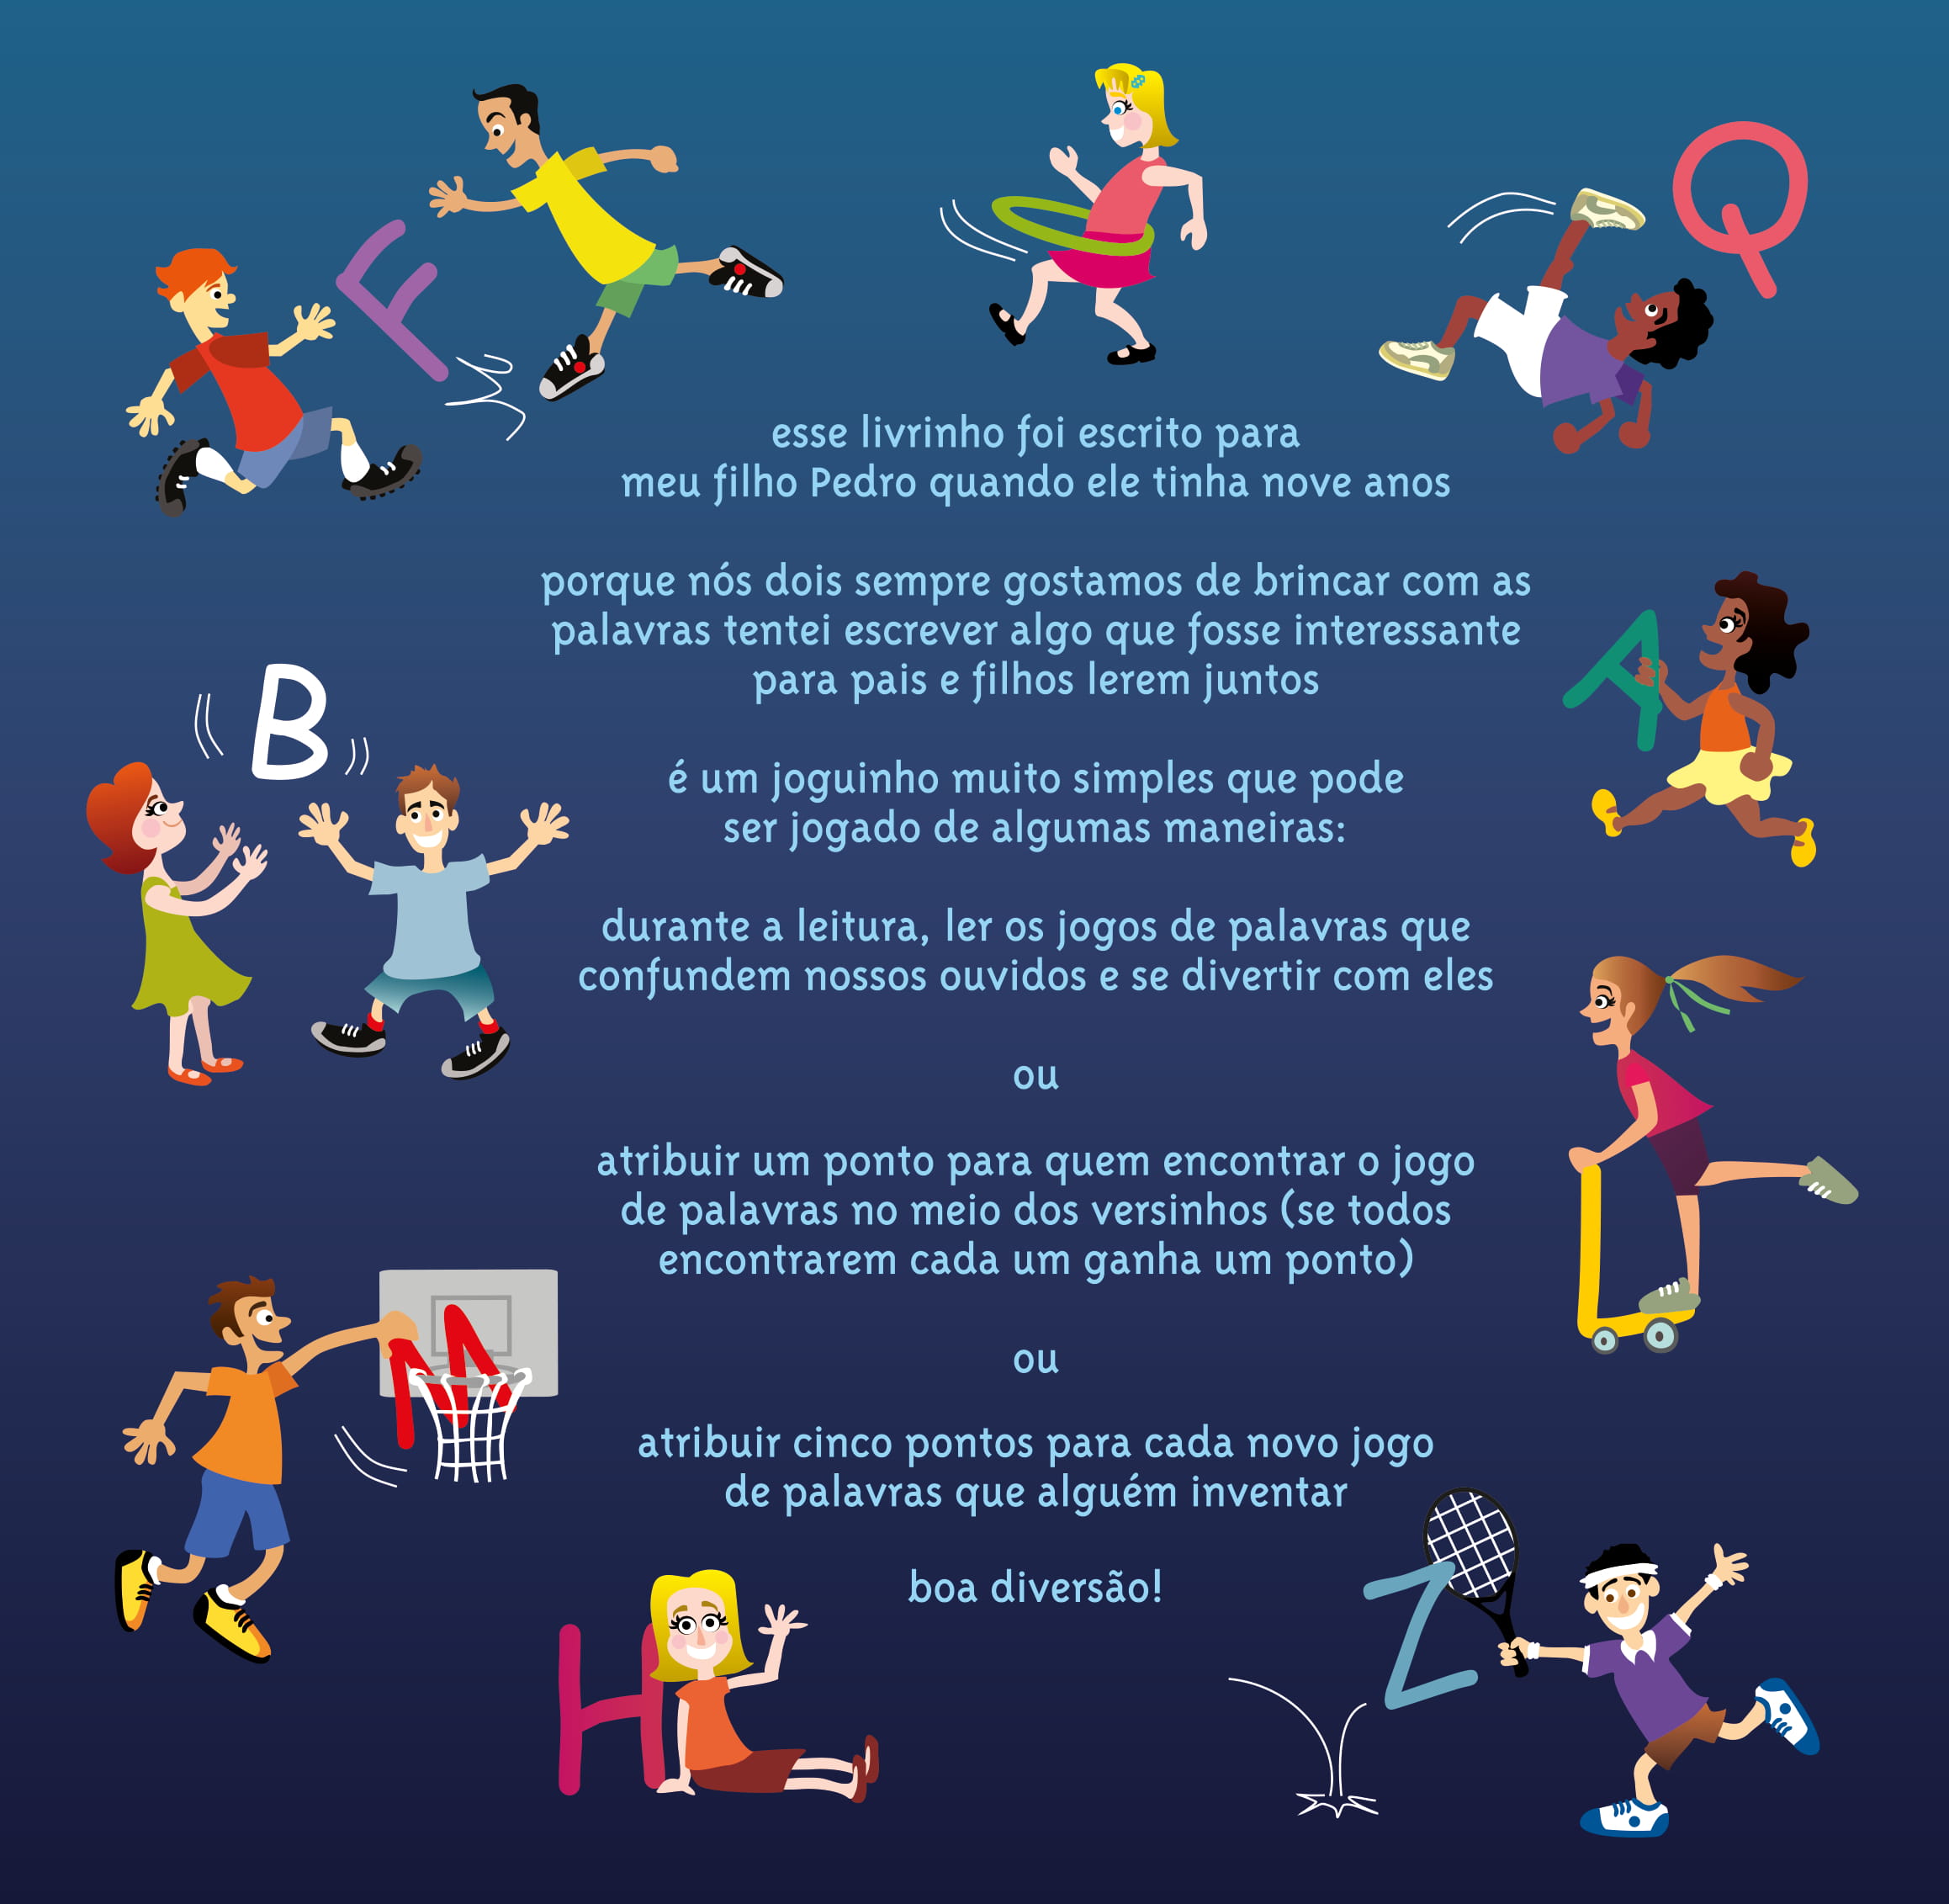 F
Q
esse livrinho foi escrito para
meu filho Pedro quando ele tinha nove anos
porque nós dois sempre gostamos de brincar com as
palavras tentei escrever algo que fosse interessante
para pais e filhos lerem juntos
A
B
é um joguinho muito simples que pode
ser jogado de algumas maneiras:
durante a leitura, ler os jogos de palavras que
confundem nossos ouvidos e se divertir com eles
ou
atribuir um ponto para quem encontrar o jogo
de palavras no meio dos versinhos (se todos
encontrarem cada um ganha um ponto)
L
M
ou
atribuir cinco pontos para cada novo jogo
de palavras que alguém inventar
boa diversão!
Z
H